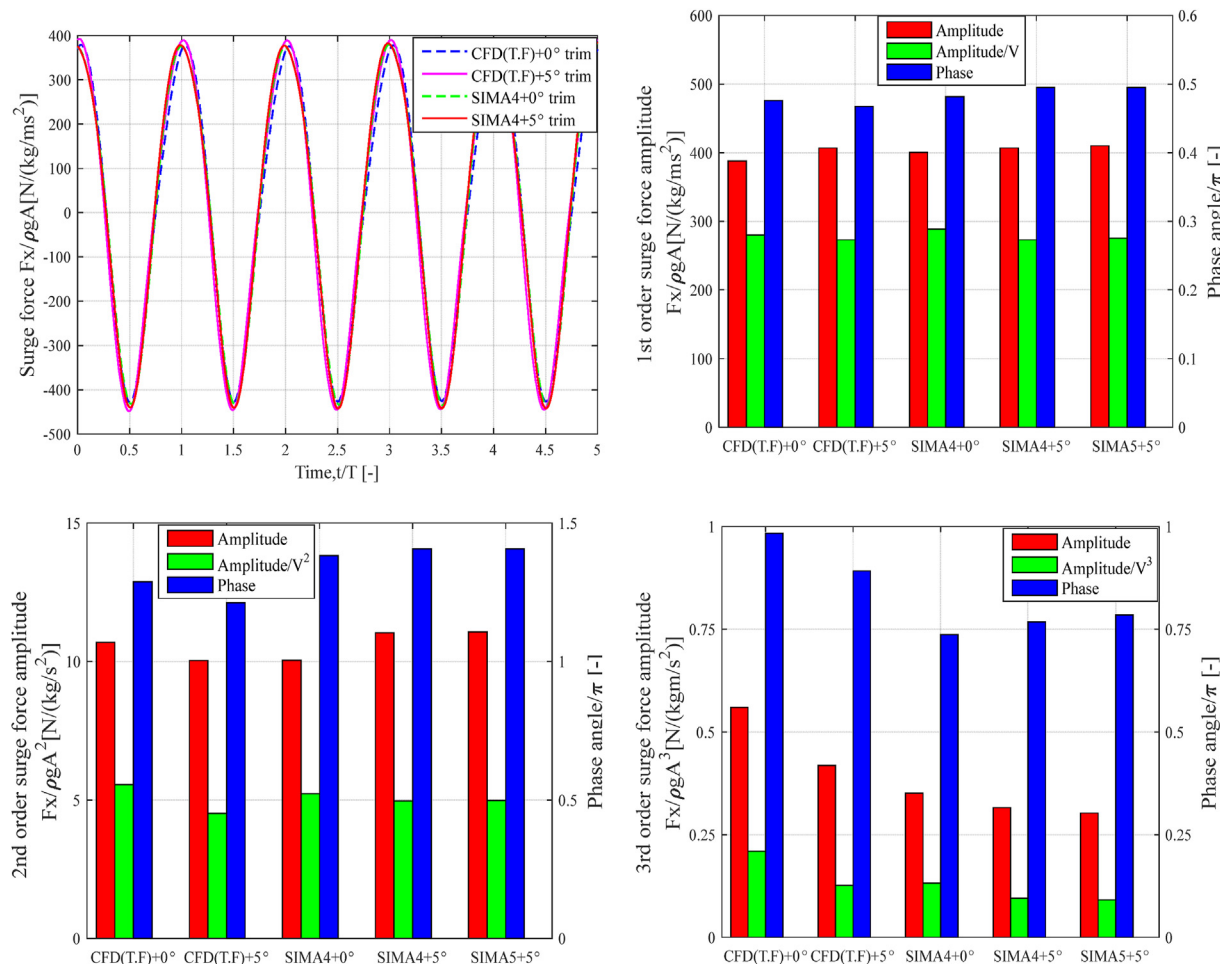 400
300
200
100
0
-100
-200
-300
-400
-500
Surge force Fx/ρgA[N/(kg/ms²)]
0 0.5 1 1.5 2 2.5 3 3.5 4 4.5 5
Time,t/T [-]
CFD(T.F)+0° trim
CFD(T.F)+5° trim
SIMA4+0° trim
SIMA4+5° trim
600
500
400
300
200
100
0
1st order surge force amplitude
Fx/ρgA[N/(kg/ms²)]
Amplitude
Amplitude/V
Phase
0.6
0.5
0.4
0.3
0.2
0.1
0
Phase angle/π [-]
CFD(T.F)+0° CFD(T.F)+5° SIMA4+0° SIMA4+5° SIMA5+5°
15
10
5
0
2nd order surge force amplitude
Fx/ρgA²[N/(kg/s²)]
Amplitude
Amplitude/V²
Phase
1.5
1
0.5
0
Phase angle/π [-]
CFD(T.F)+0° CFD(T.F)+5° SIMA4+0° SIMA4+5° SIMA5+5°
1
0.75
0.5
0.25
0
3rd order surge force amplitude
Fx/ρgA³[N/(kgm/s²)]
Amplitude
Amplitude/V³
Phase
1
0.75
0.5
0.25
0
Phase angle/π [-]
CFD(T.F)+0° CFD(T.F)+5° SIMA4+0° SIMA4+5° SIMA5+5°